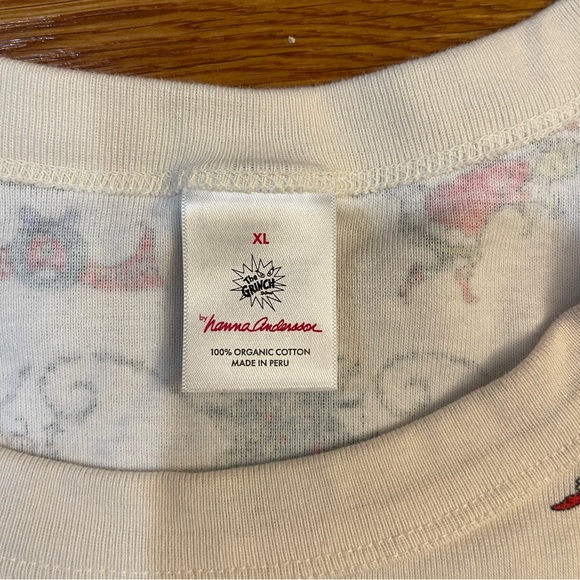 XL
The
GRINCH
by hanna andersson
100% ORGANIC COTTON
MADE IN PERU